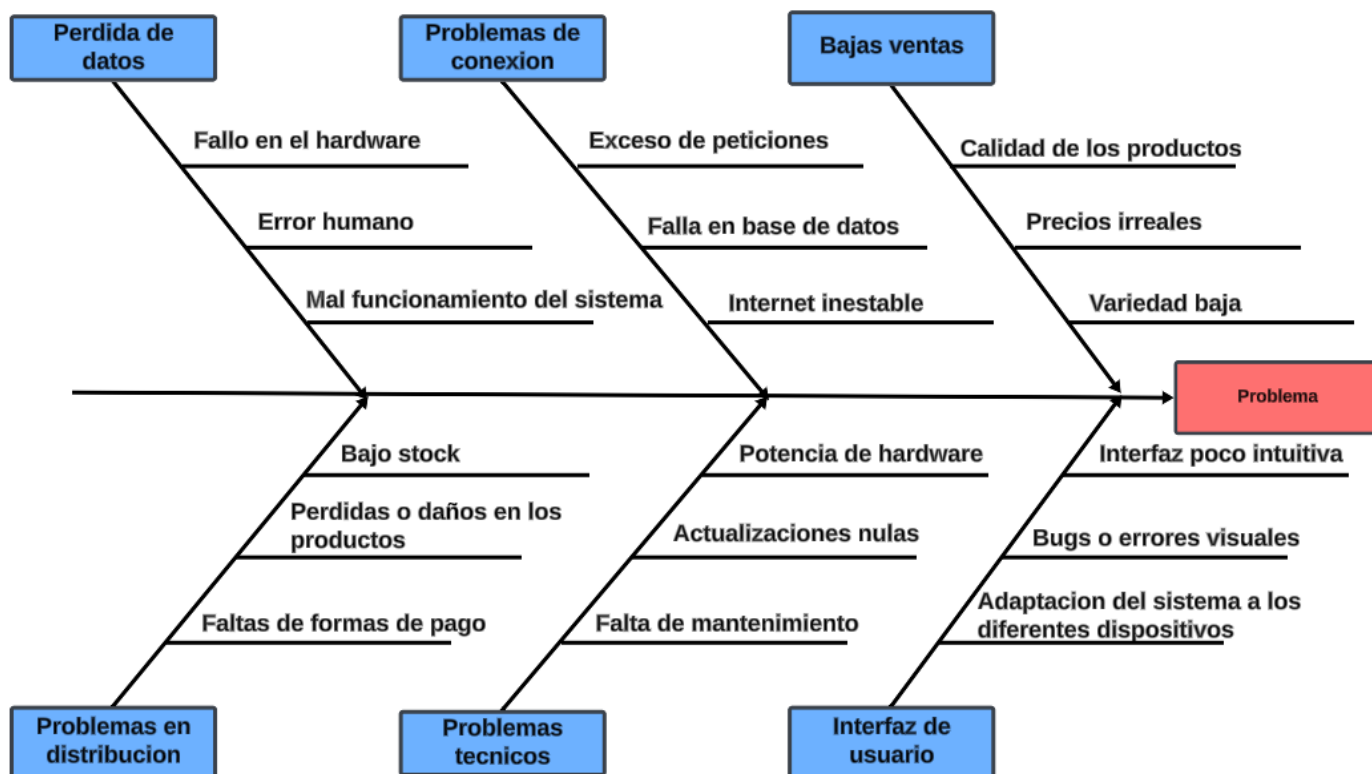 Perdida de
datos
Problemas de
conexion
Bajas ventas
Fallo en el hardware
Exceso de peticiones
Calidad de los productos
Error humano
Falla en base de datos
Precios irreales
Mal funcionamiento del sistema
Internet inestable
Variedad baja
Problema
Bajo stock
Potencia de hardware
Interfaz poco intuitiva
Perdidas o daños en los
productos
Actualizaciones nulas
Bugs o errores visuales
Faltas de formas de pago
Falta de mantenimiento
Adaptacion del sistema a los
diferentes dispositivos
Problemas en
distribucion
Problemas
tecnicos
Interfaz de
usuario